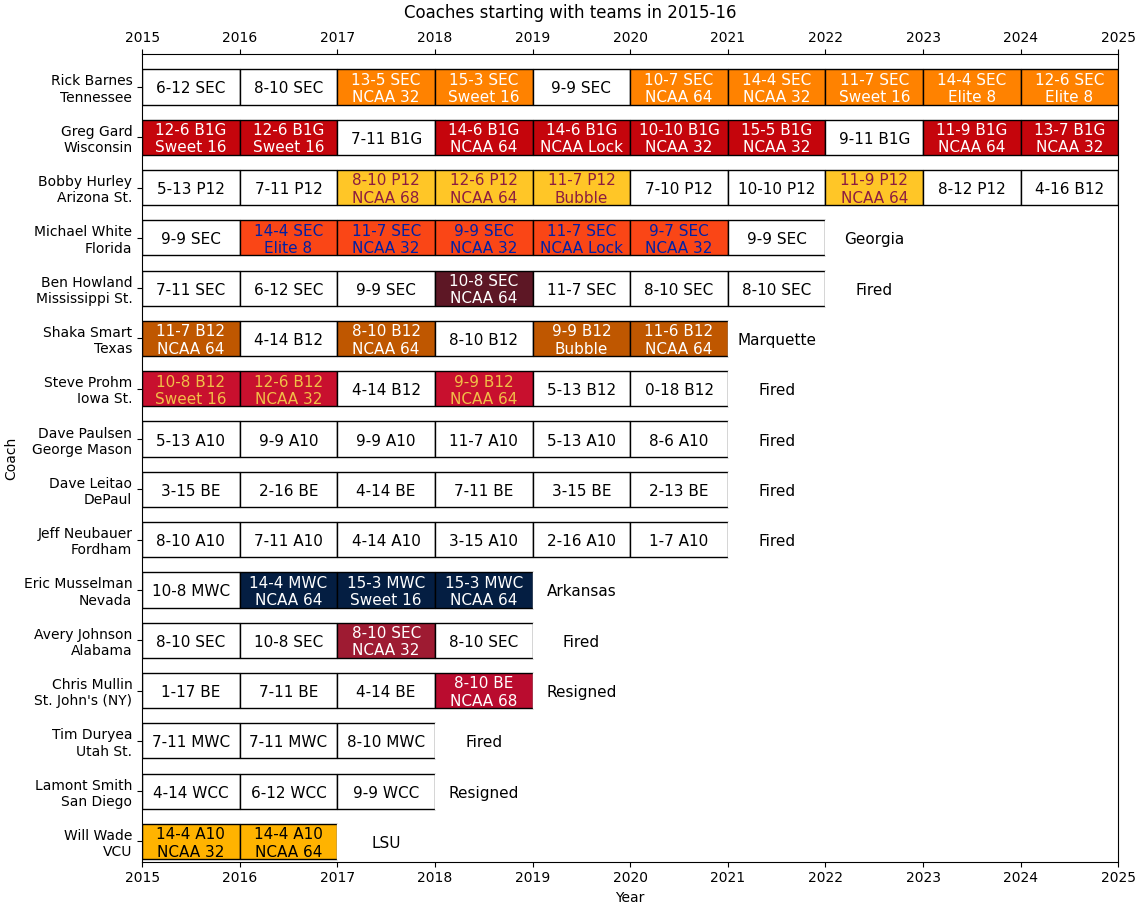 Coaches starting with teams in 2015-16
2015 2016 2017 2018 2019 2020 2021 2022 2023 2024 2025
Coach
Rick Barnes
Tennessee
6-12 SEC
8-10 SEC
13-5 SEC
NCAA 32
15-3 SEC
Sweet 16
9-9 SEC
10-7 SEC
NCAA 64
14-4 SEC
NCAA 32
11-7 SEC
Sweet 16
14-4 SEC
Elite 8
12-6 SEC
Elite 8
Greg Gard
Wisconsin
12-6 B1G
Sweet 16
12-6 B1G
Sweet 16
7-11 B1G
14-6 B1G
NCAA 64
14-6 B1G
NCAA Lock
10-10 B1G
NCAA 32
15-5 B1G
NCAA 32
9-11 B1G
11-9 B1G
NCAA 64
13-7 B1G
NCAA 32
Bobby Hurley
Arizona St.
5-13 P12
7-11 P12
8-10 P12
NCAA 68
12-6 P12
NCAA 64
11-7 P12
Bubble
7-10 P12
10-10 P12
11-9 P12
NCAA 64
8-12 P12
4-16 B12
Michael White
Florida
9-9 SEC
14-4 SEC
Elite 8
11-7 SEC
NCAA 32
9-9 SEC
NCAA 32
11-7 SEC
NCAA Lock
9-7 SEC
NCAA 32
9-9 SEC
Georgia
Ben Howland
Mississippi St.
7-11 SEC
6-12 SEC
9-9 SEC
10-8 SEC
NCAA 64
11-7 SEC
8-10 SEC
8-10 SEC
Fired
Shaka Smart
Texas
11-7 B12
NCAA 64
4-14 B12
8-10 B12
NCAA 64
8-10 B12
9-9 B12
Bubble
11-6 B12
NCAA 64
Marquette
Steve Prohm
Iowa St.
10-8 B12
Sweet 16
12-6 B12
NCAA 32
4-14 B12
9-9 B12
NCAA 64
5-13 B12
0-18 B12
Fired
Dave Paulsen
George Mason
5-13 A10
9-9 A10
9-9 A10
11-7 A10
5-13 A10
8-6 A10
Fired
Dave Leitao
DePaul
3-15 BE
2-16 BE
4-14 BE
7-11 BE
3-15 BE
2-13 BE
Fired
Jeff Neubauer
Fordham
8-10 A10
7-11 A10
4-14 A10
3-15 A10
2-16 A10
1-7 A10
Fired
Eric Musselman
Nevada
10-8 MWC
14-4 MWC
NCAA 64
15-3 MWC
Sweet 16
15-3 MWC
NCAA 64
Arkansas
Avery Johnson
Alabama
8-10 SEC
10-8 SEC
8-10 SEC
NCAA 32
8-10 SEC
Fired
Chris Mullin
St. John's (NY)
1-17 BE
7-11 BE
4-14 BE
8-10 BE
NCAA 68
Resigned
Tim Duryea
Utah St.
7-11 MWC
7-11 MWC
8-10 MWC
Fired
Lamont Smith
San Diego
4-14 WCC
6-12 WCC
9-9 WCC
Resigned
Will Wade
VCU
14-4 A10
NCAA 32
14-4 A10
NCAA 64
LSU
2015 2016 2017 2018 2019 2020 2021 2022 2023 2024 2025
Year